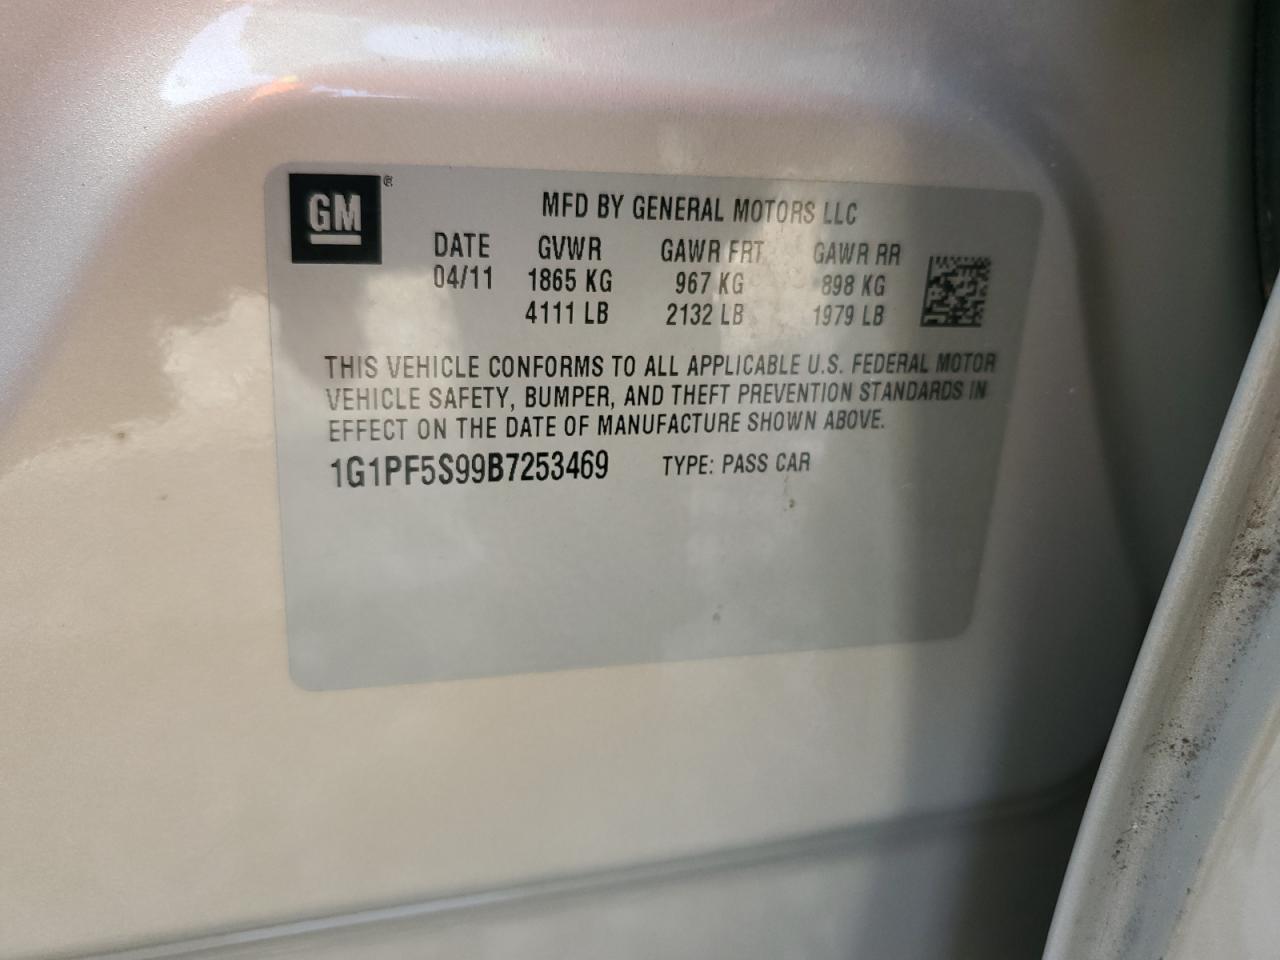 GM®
MFD BY GENERAL MOTORS LLC
DATE GVWR GAWR FRT GAWR RR
04/11 1865 KG 967 KG 898 KG
4111 LB 2132 LB 1979 LB
THIS VEHICLE CONFORMS TO ALL APPLICABLE U.S. FEDERAL MOTOR
VEHICLE SAFETY, BUMPER, AND THEFT PREVENTION STANDARDS IN
EFFECT ON THE DATE OF MANUFACTURE SHOWN ABOVE.
1G1PF5S99B7253469 TYPE: PASS CAR